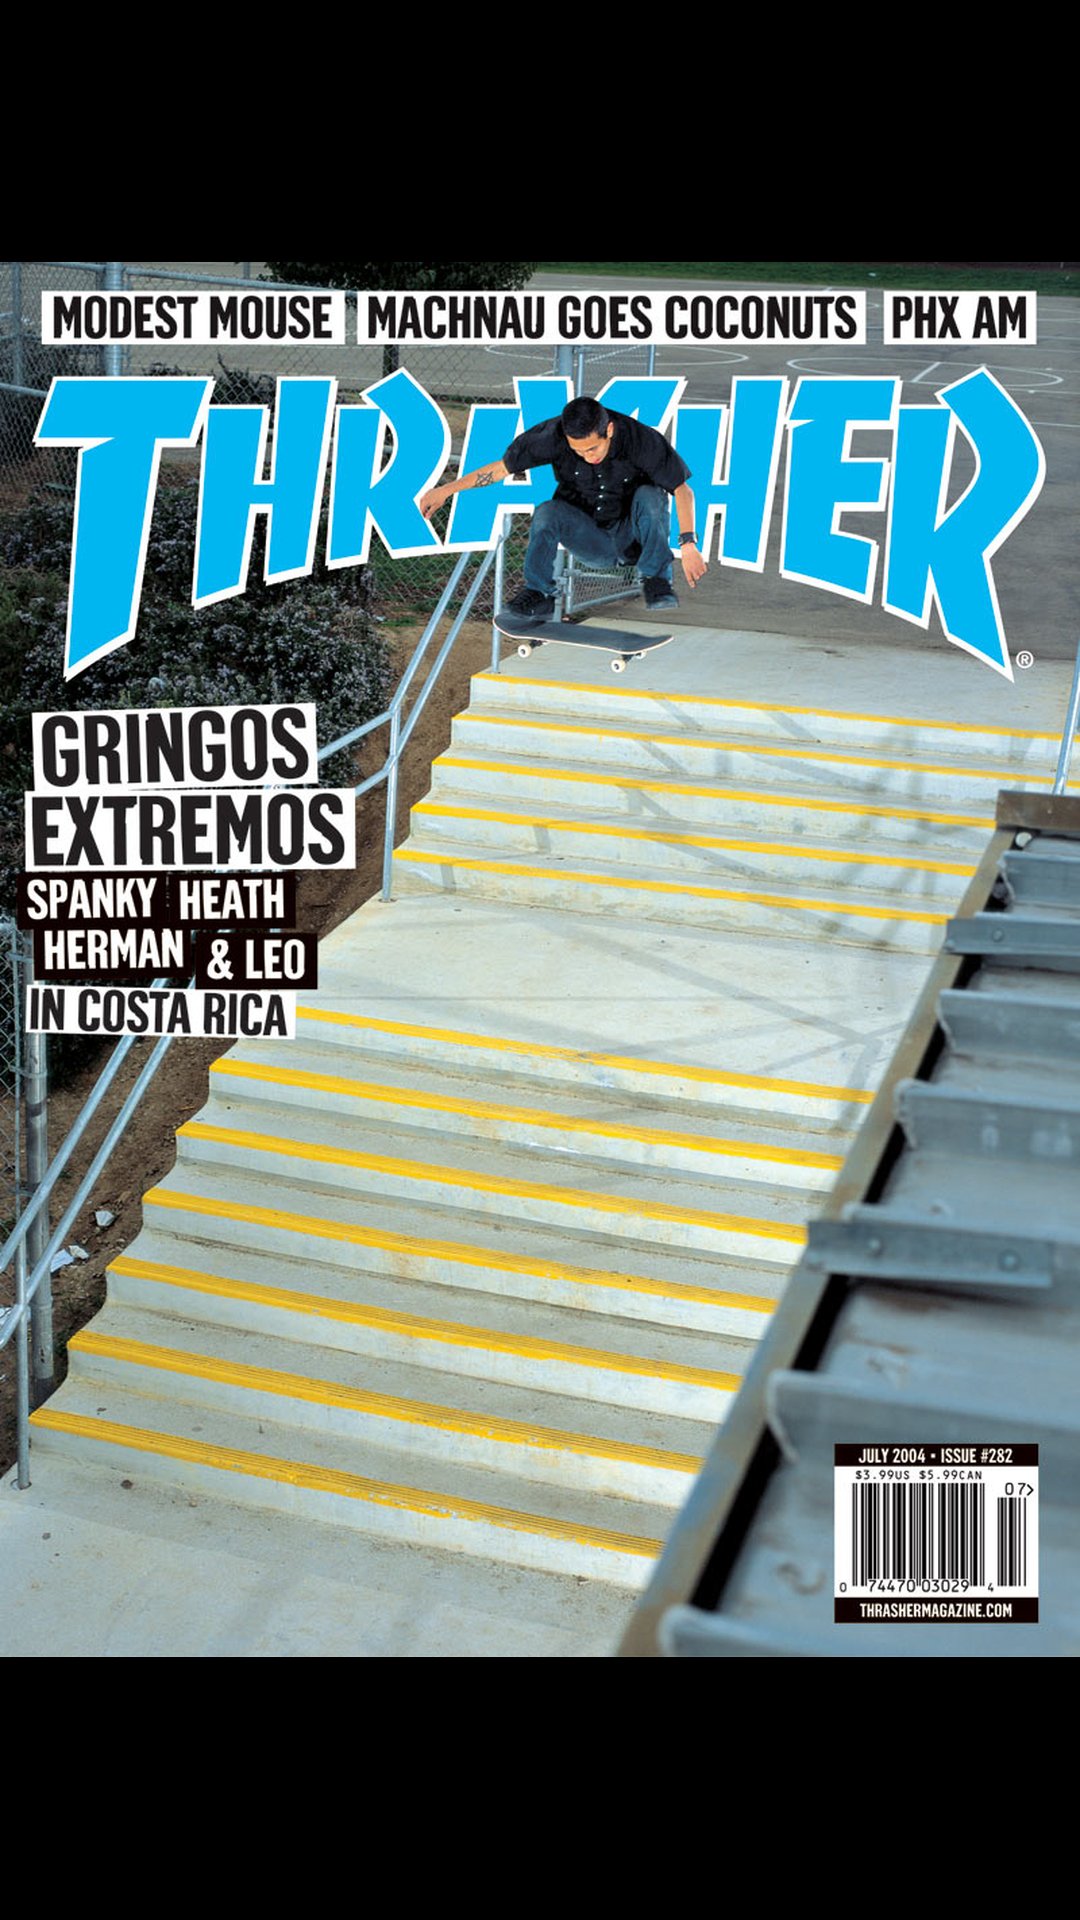 MODEST MOUSE MACHNAU GOES COCONUTS PHX AM
THRASHER
®
GRINGOS
EXTREMOS
SPANKY HEATH
HERMAN & LEO
IN COSTA RICA
JULY 2004 • ISSUE #282
$3.99US $5.99CAN
07>
0 74470 03029 4
THRASHERMAGAZINE.COM